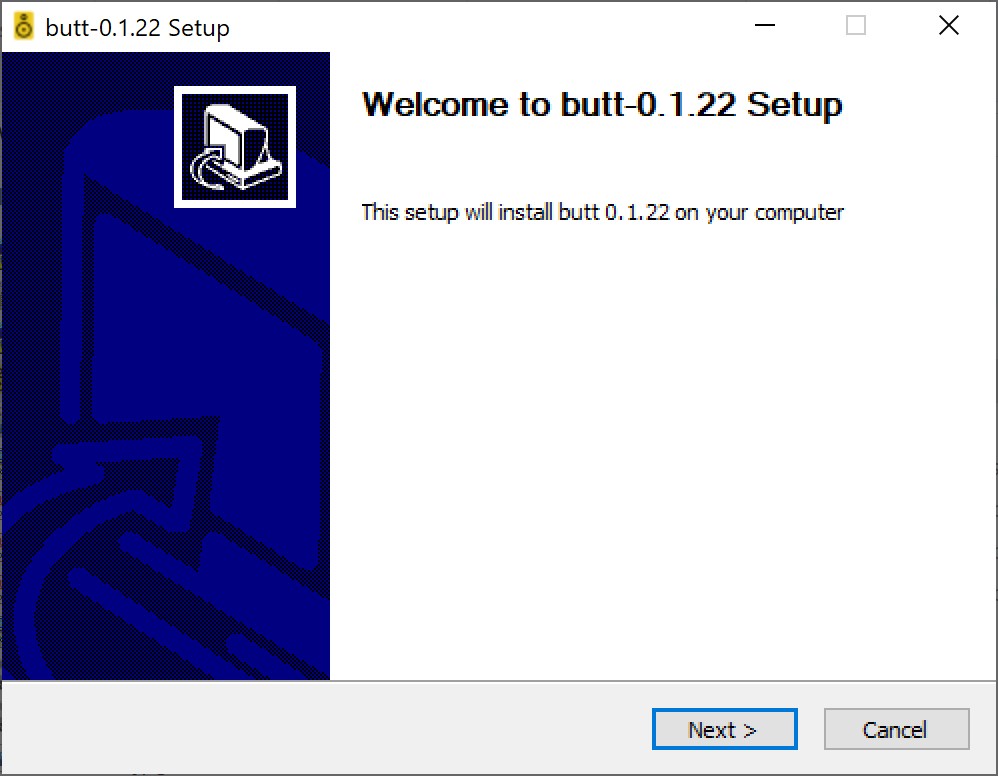 butt-0.1.22 Setup
Welcome to butt-0.1.22 Setup
This setup will install butt 0.1.22 on your computer
Next >
Cancel